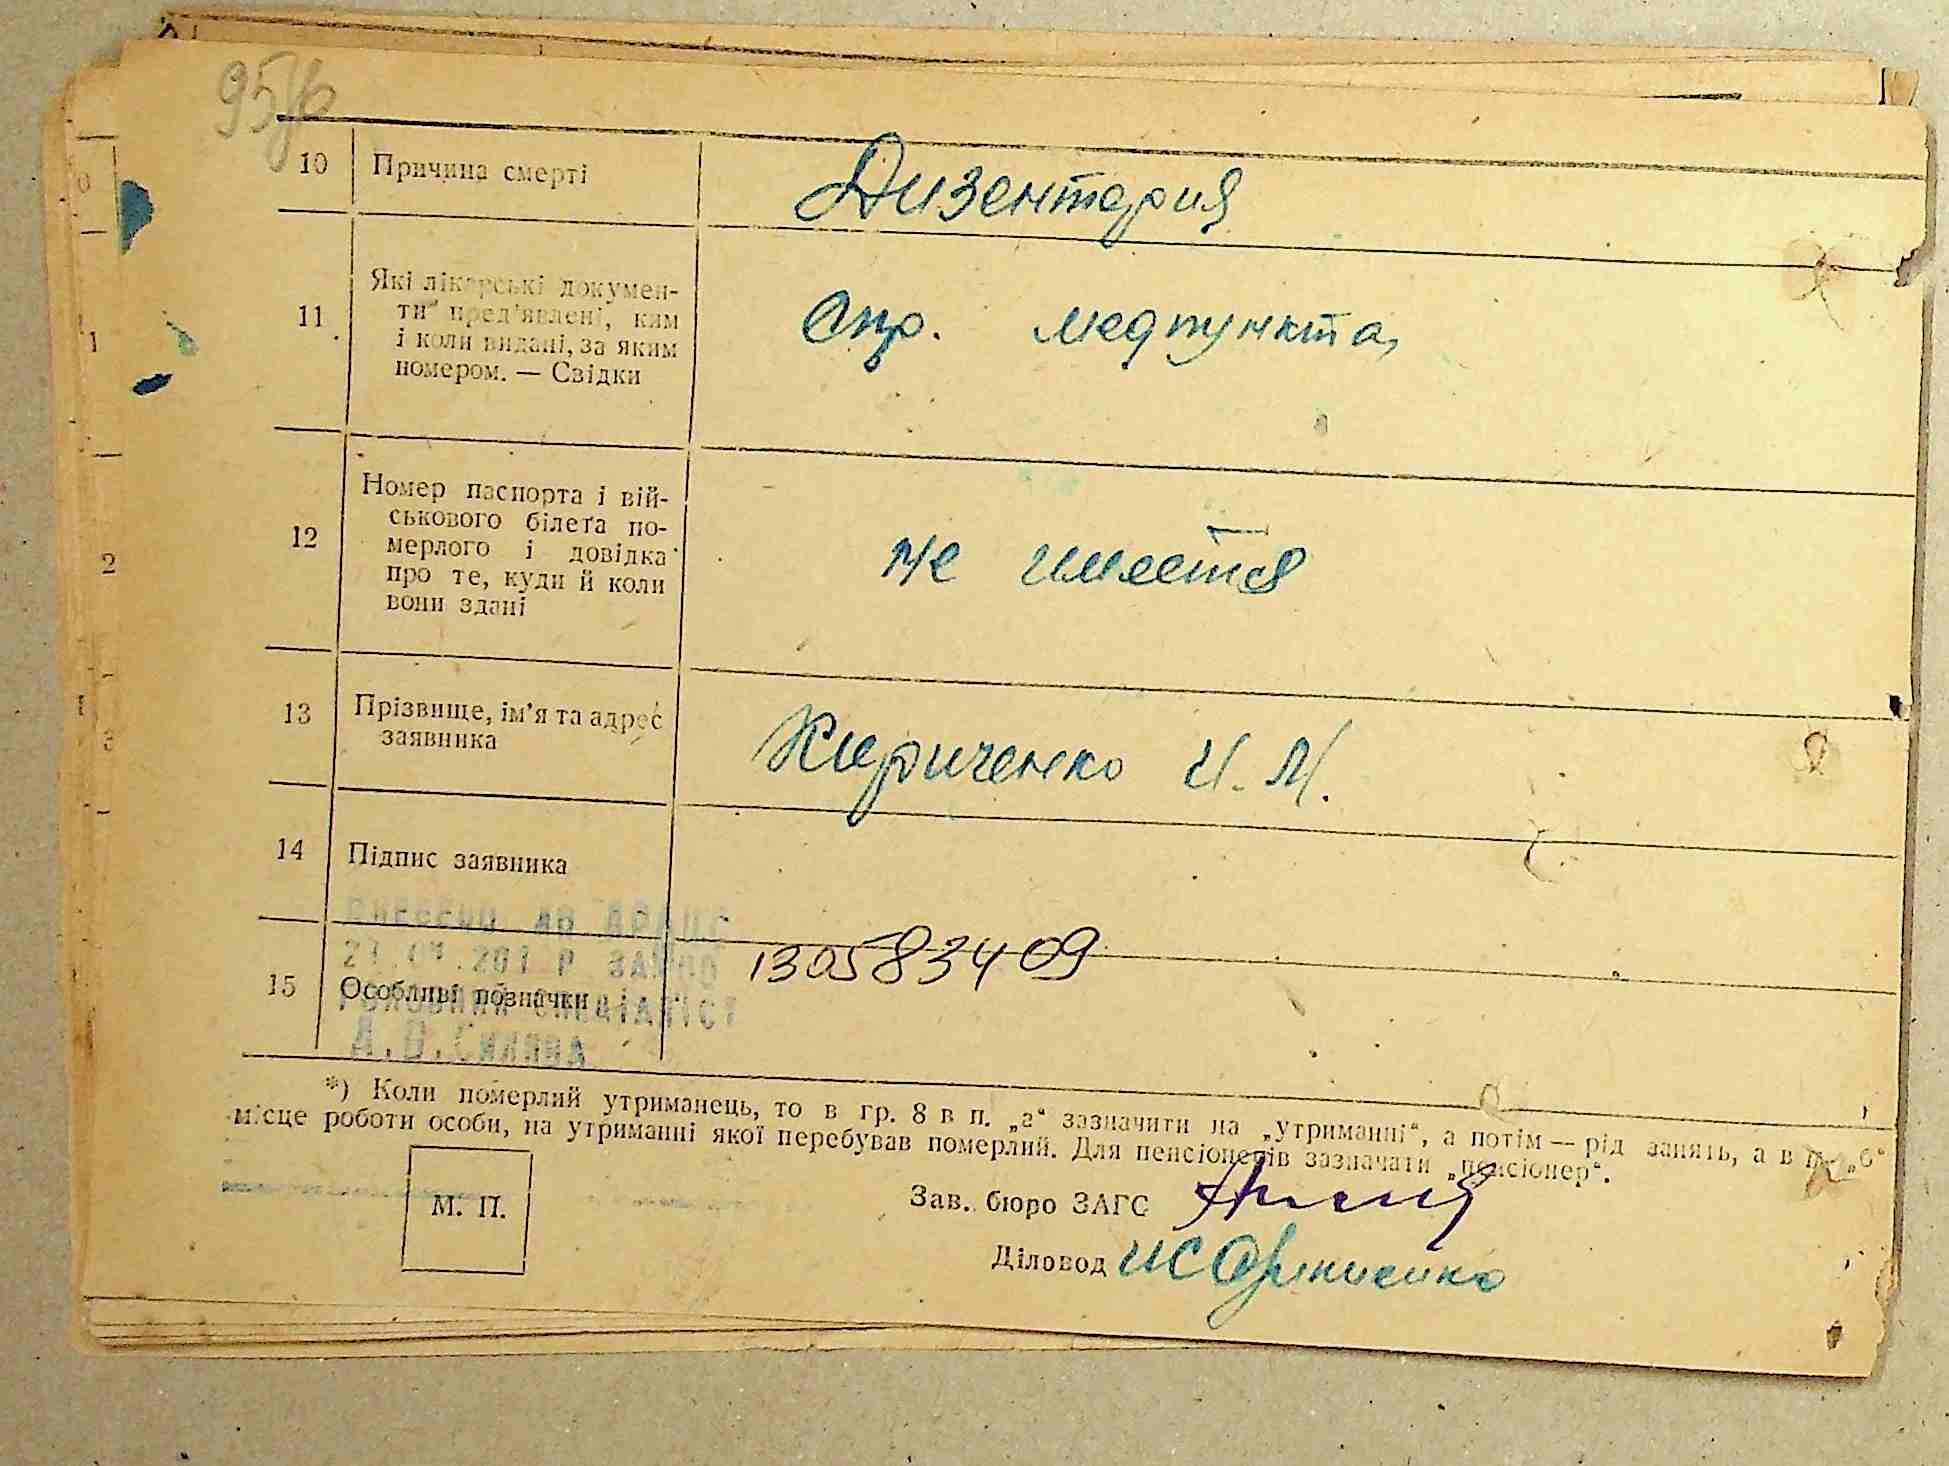 10 Причина смерті Дизентерия
11 Які лікарські докумен-
ти пред'явлені, ким
і коли видані, за яким
номером. — Свідки
Спр. медпункта
12 Номер паспорта і вій-
ськового білета по-
мерлого і довідка
про те, куди й коли
вони здані
не имеется
13 Прізвище, ім'я та адрес
заявника
Кириченко И. М.
14 Підпис заявника
15 Особливі позначки 1305583409
ГОЛОВНИЙ СПЕЦІАЛІСТ
*) Коли померлий утриманець, то в гр. 8 в п. „а“ зазначити на „утриманні“, а потім — рід занять, а в п. „б“
місце роботи особи, на утриманні якої перебував померлий. Для пенсіонерів зазначати „пенсіонер“.
М. П.
Зав. бюро ЗАГС
Діловод